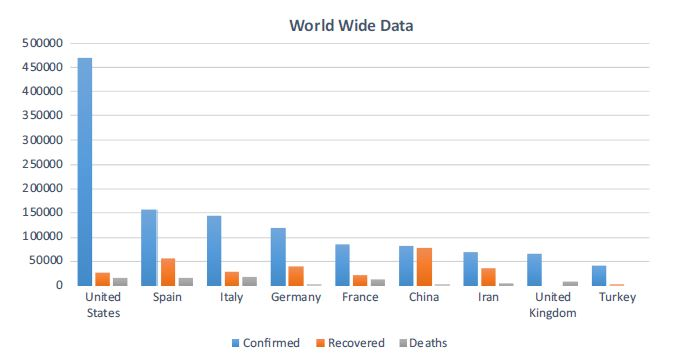 World Wide Data
500000
450000
400000
350000
300000
250000
200000
150000
100000
50000
0
United States
Spain
Italy
Germany
France
China
Iran
United Kingdom
Turkey
Confirmed
Recovered
Deaths